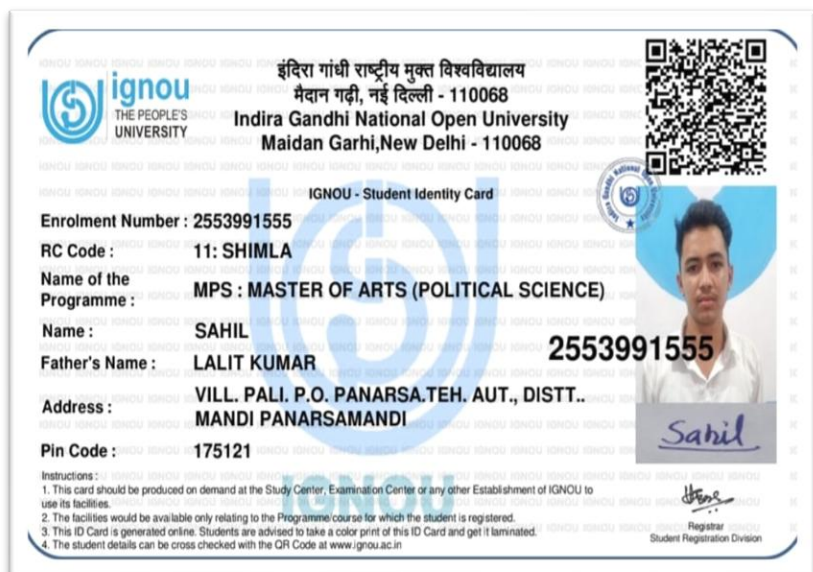 ignou
THE PEOPLE'S
UNIVERSITY
इंदिरा गांधी राष्ट्रीय मुक्त विश्वविद्यालय
मैदान गढ़ी, नई दिल्ली - 110068
Indira Gandhi National Open University
Maidan Garhi,New Delhi - 110068
IGNOU - Student Identity Card
Indira Gandhi National Open University
Enrolment Number : 2553991555
RC Code : 11: SHIMLA
Name of the Programme : MPS : MASTER OF ARTS (POLITICAL SCIENCE)
Name : SAHIL
2553991555
Father's Name : LALIT KUMAR
Address : VILL. PALI. P.O. PANARSA.TEH. AUT., DISTT..
MANDI PANARSAMANDI
Sahil
Pin Code : 175121
IGNOU
Instructions :
1. This card should be produced on demand at the Study Center, Examination Center or any other Establishment of IGNOU to
use its facilities.
2. The facilities would be available only relating to the Programme/course for which the student is registered.
3. This ID Card is generated online. Students are advised to take a color print of this ID Card and get it laminated.
4. The student details can be cross checked with the QR Code at www.ignou.ac.in
Registrar
Student Registration Division